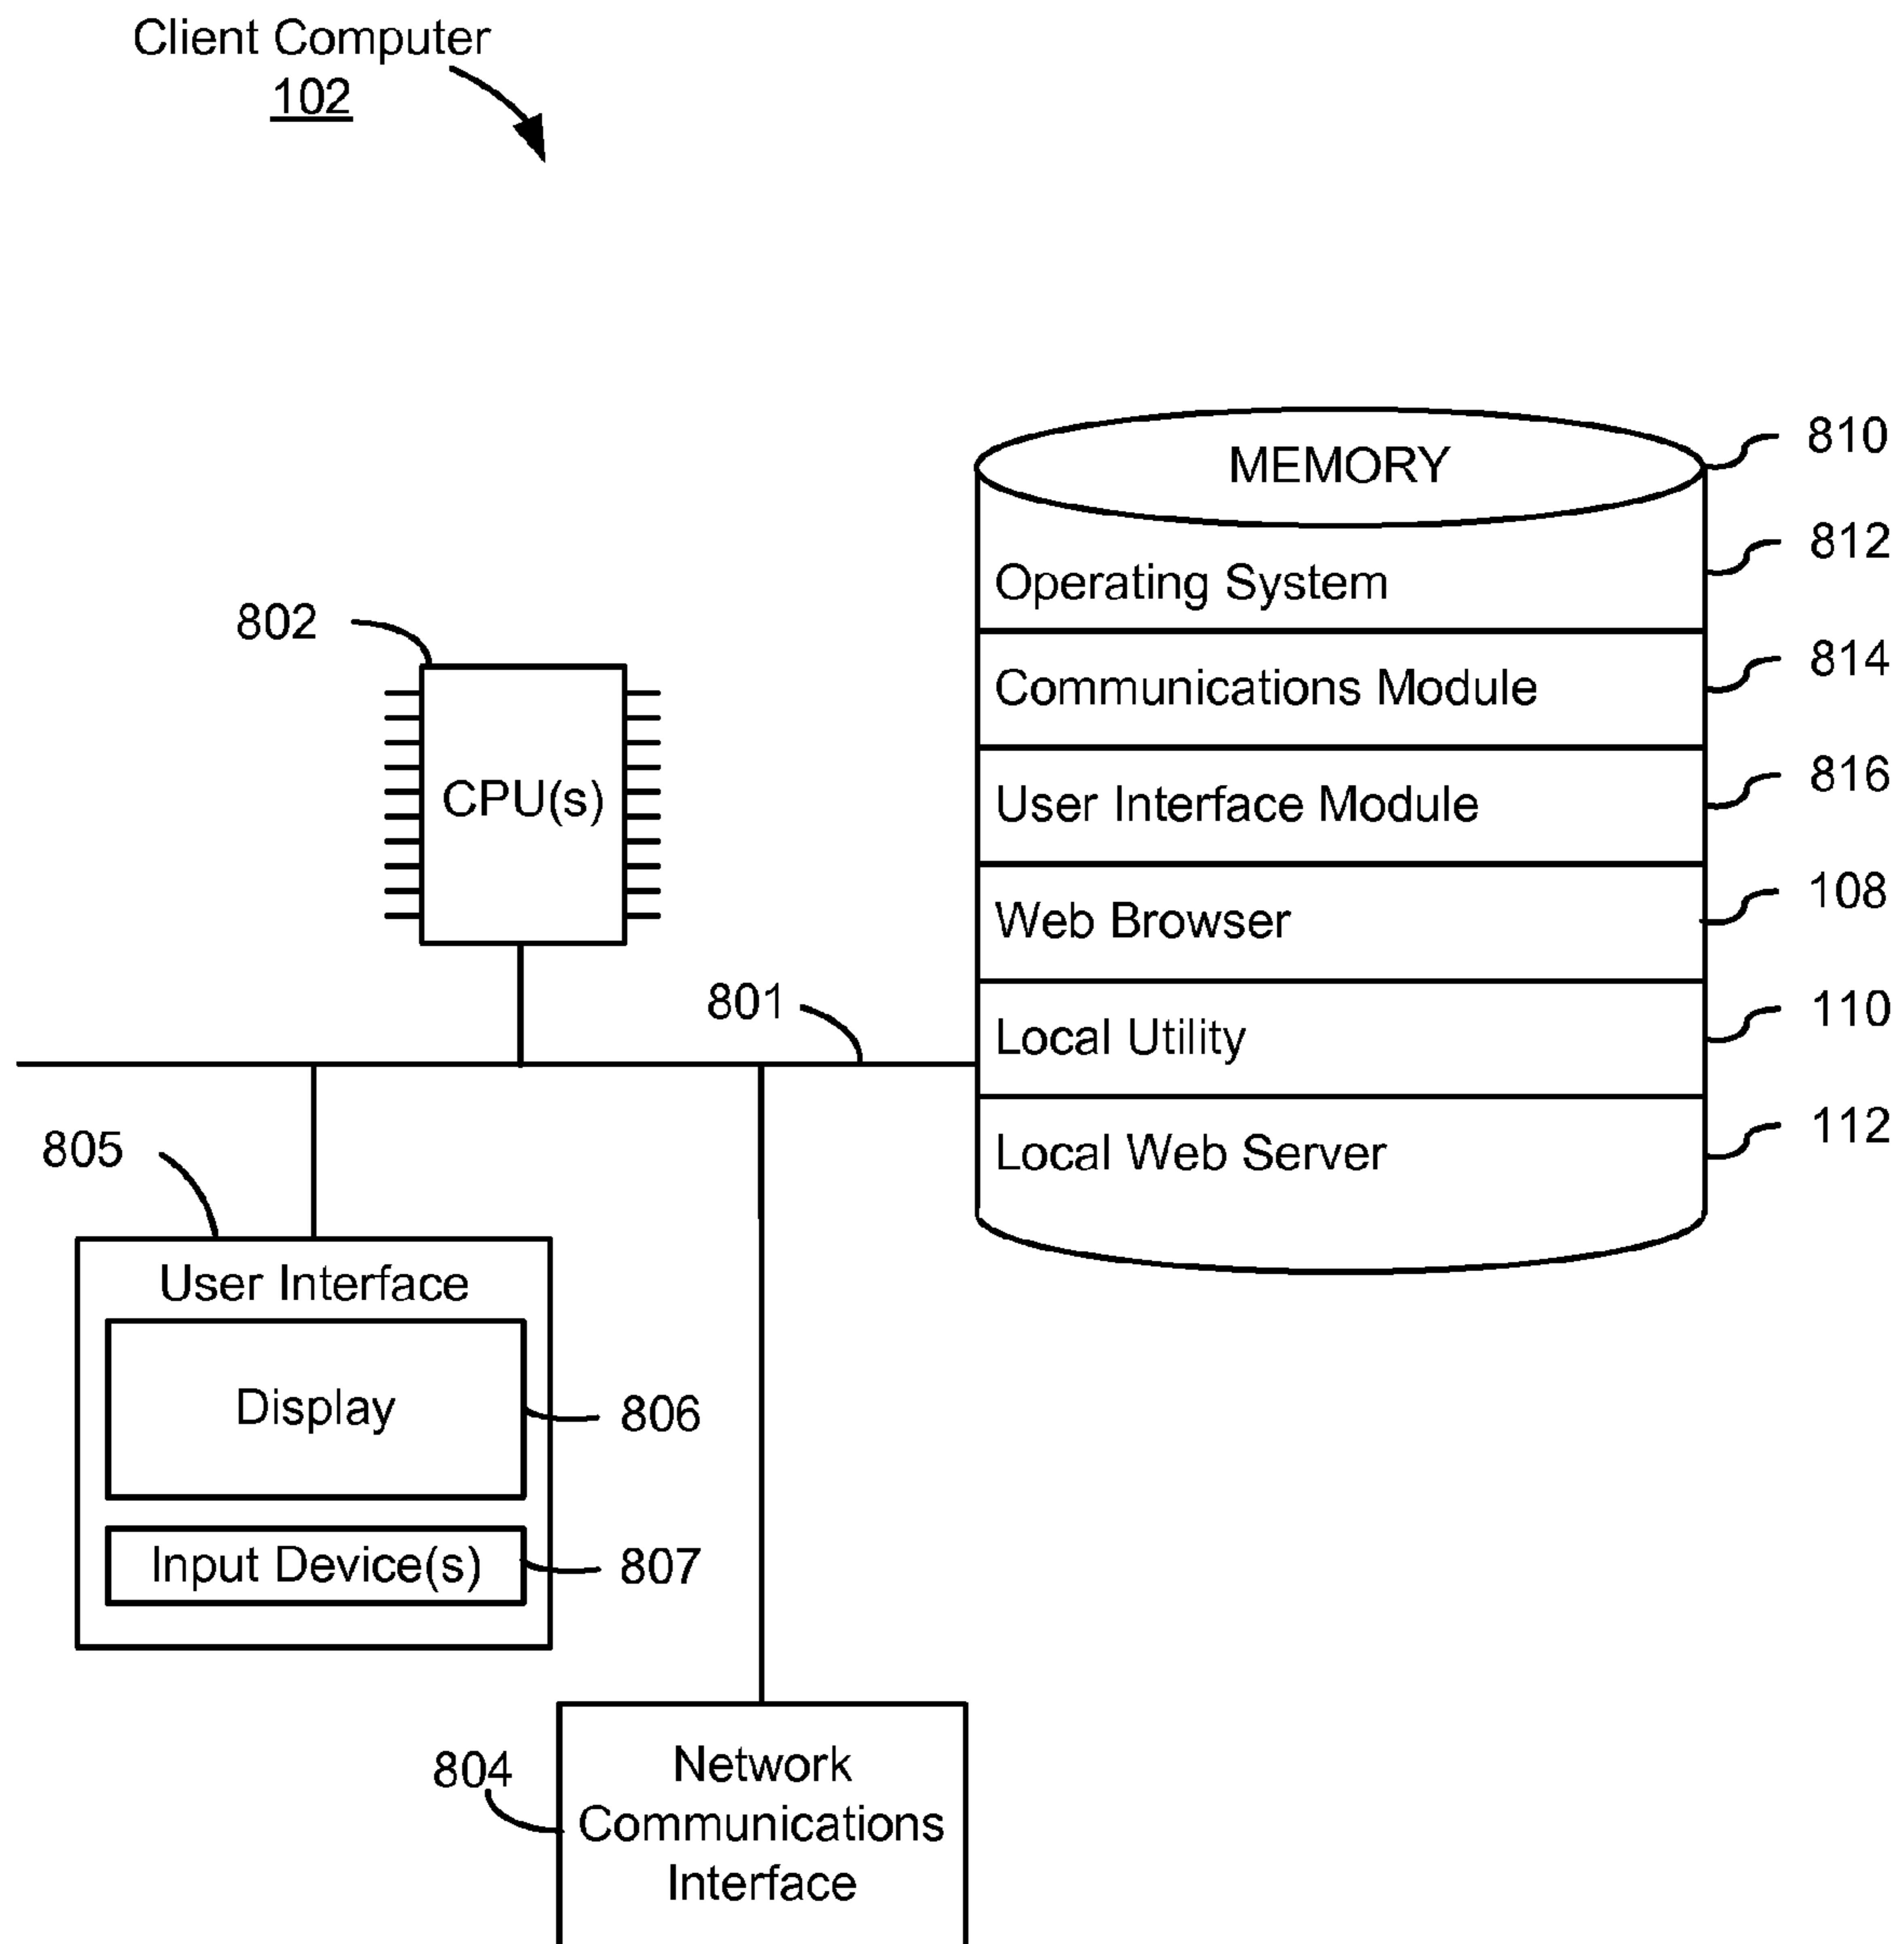 Client Computer
102
MEMORY
810
Operating System
812
Communications Module
814
User Interface Module
816
Web Browser
108
Local Utility
110
Local Web Server
112
802
CPU(s)
801
805
User Interface
Display
806
Input Device(s)
807
804
Network
Communications
Interface